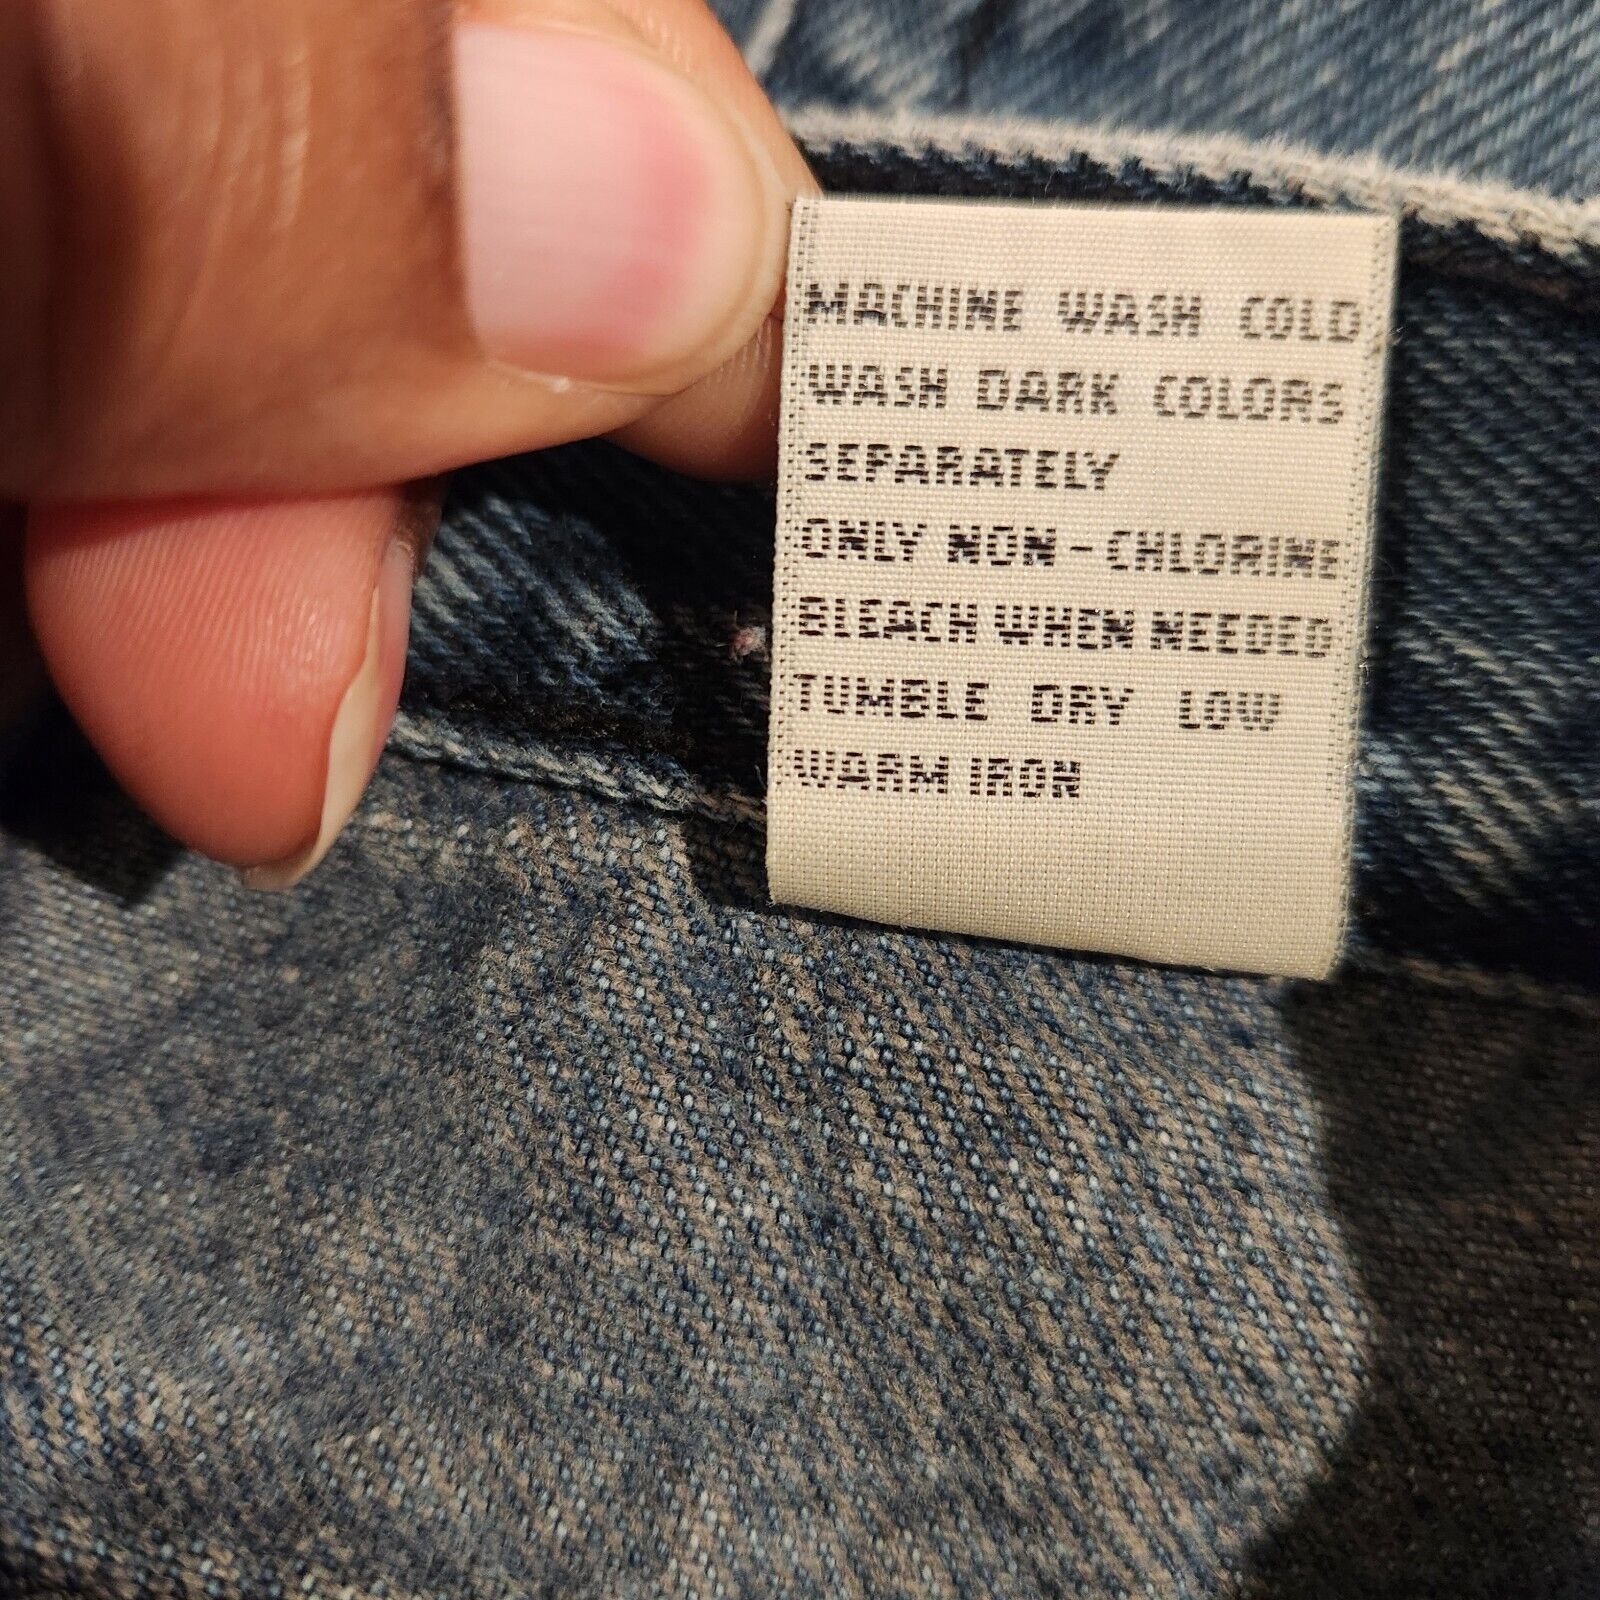 MACHINE WASH COLD
WASH DARK COLORS
SEPARATELY
ONLY NON-CHLORINE
BLEACH WHEN NEEDED
TUMBLE DRY LOW
WARM IRON